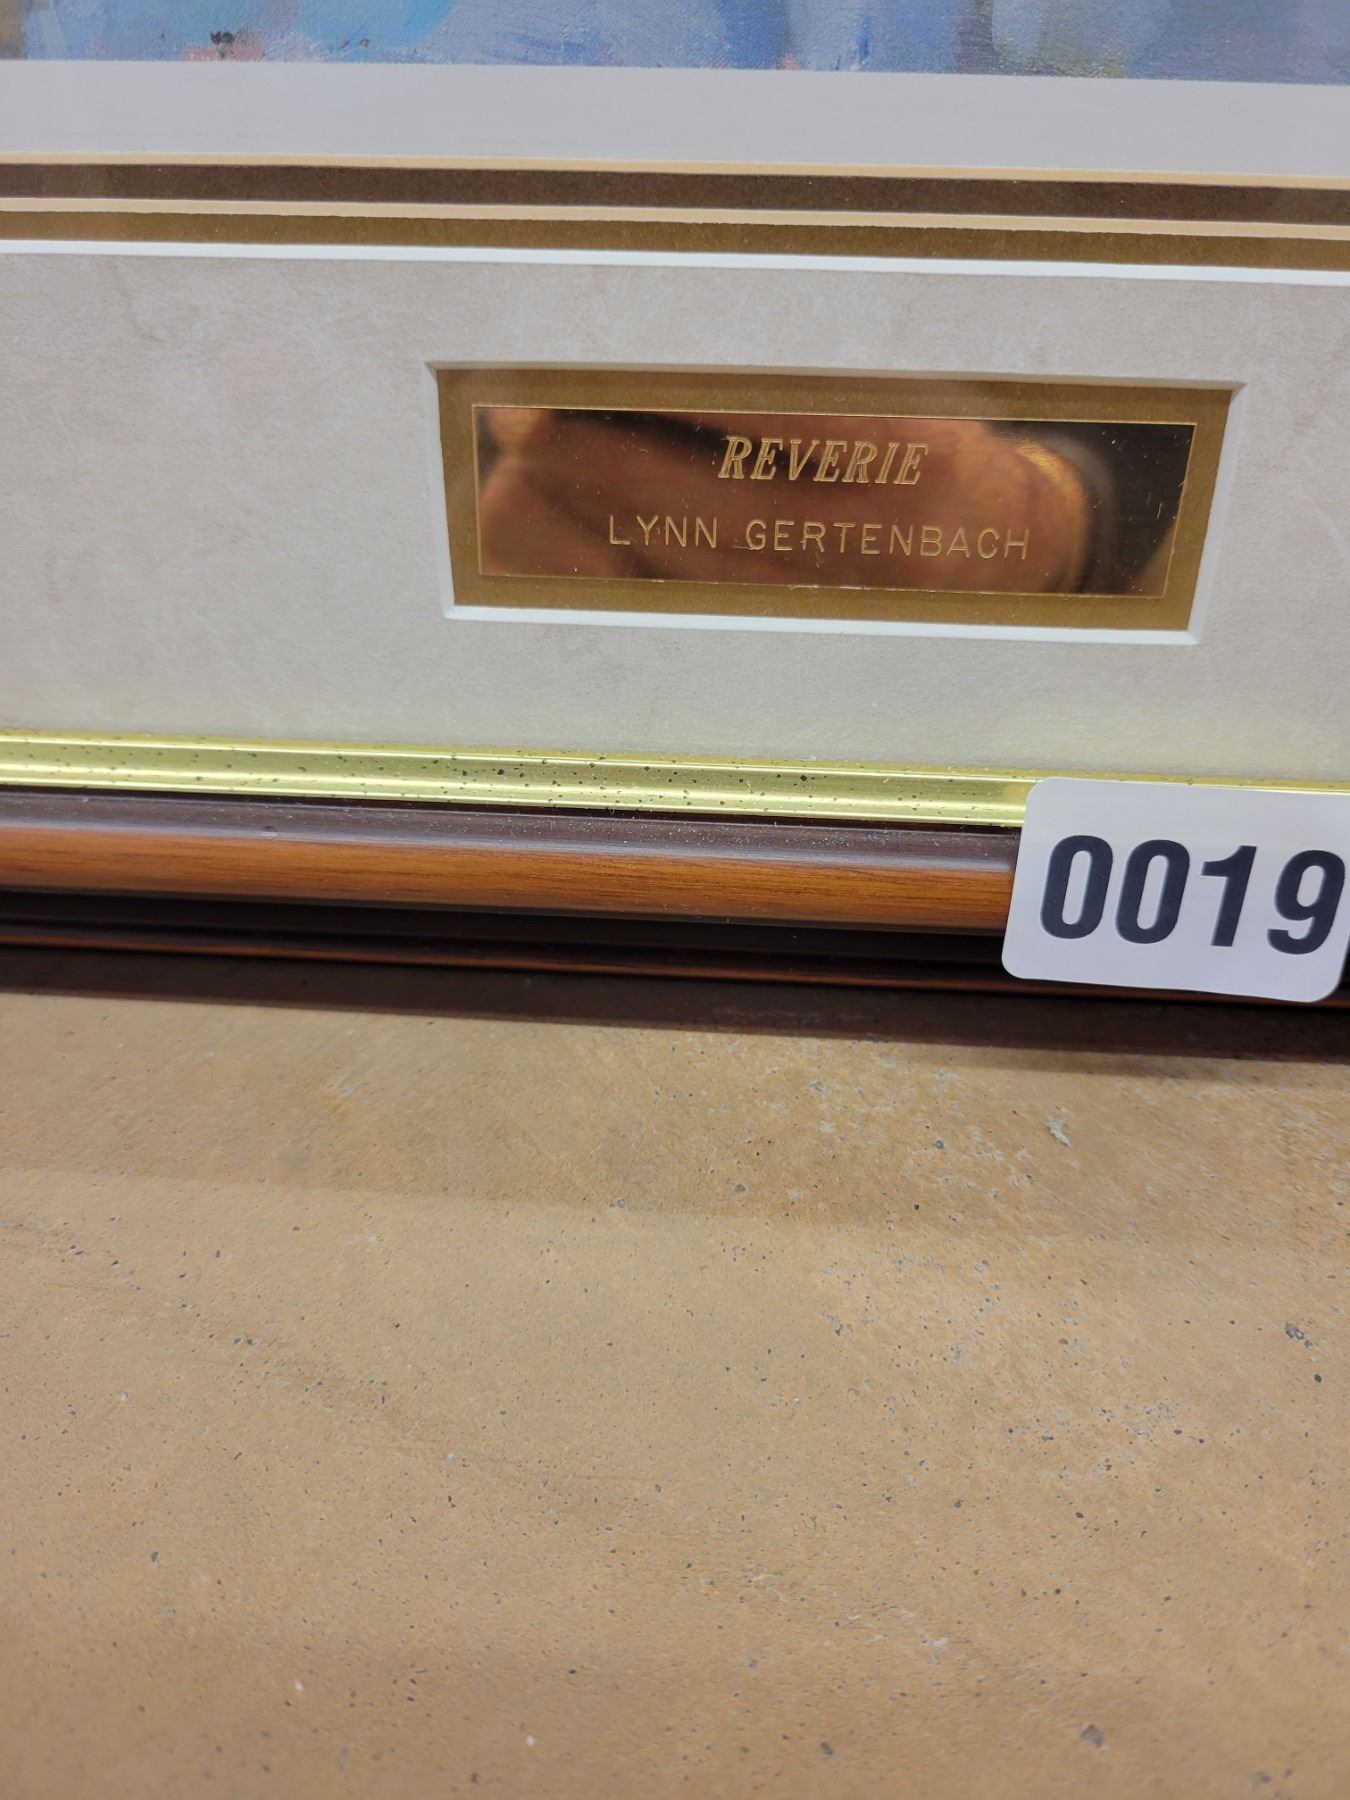 REVERIE
LYNN GERTENBACH
0019